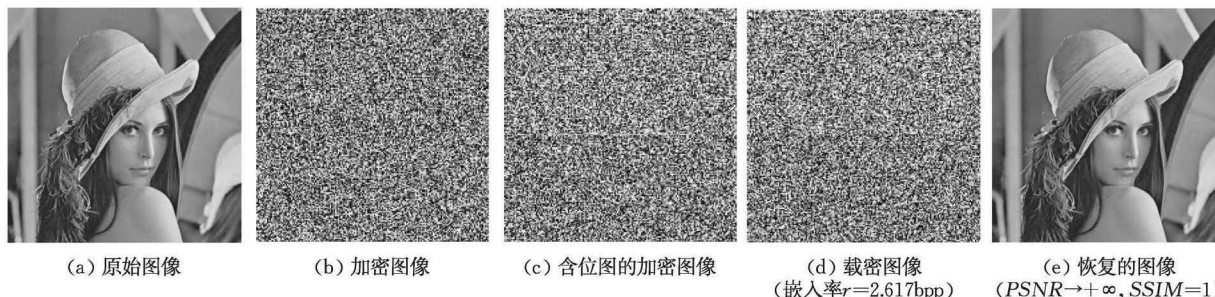 (a) 原始图像
(b) 加密图像
(c) 含位图的加密图像
(d) 载密图像
(嵌入率r=2.617bpp)
(e) 恢复的图像
(PSNR→+∞, SSIM=1